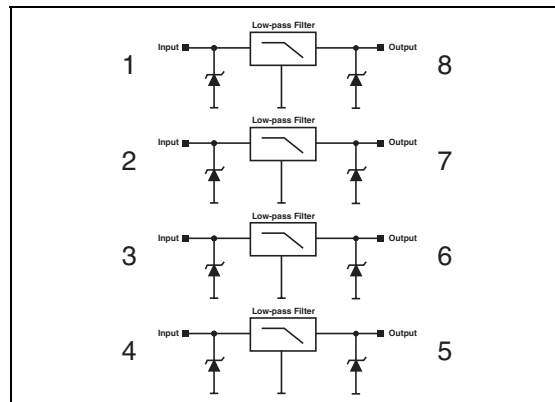 Low-pass Filter
1 Input Output 8
Low-pass Filter
2 Input Output 7
Low-pass Filter
3 Input Output 6
Low-pass Filter
4 Input Output 5